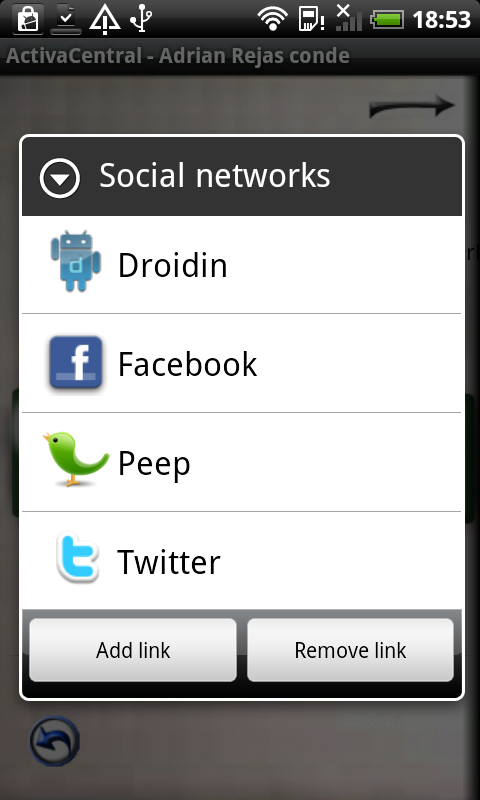 18:53
ActivaCentral - Adrian Rejas conde
Social networks
d
Droidin
f
Facebook
Peep
t
Twitter
Add link
Remove link